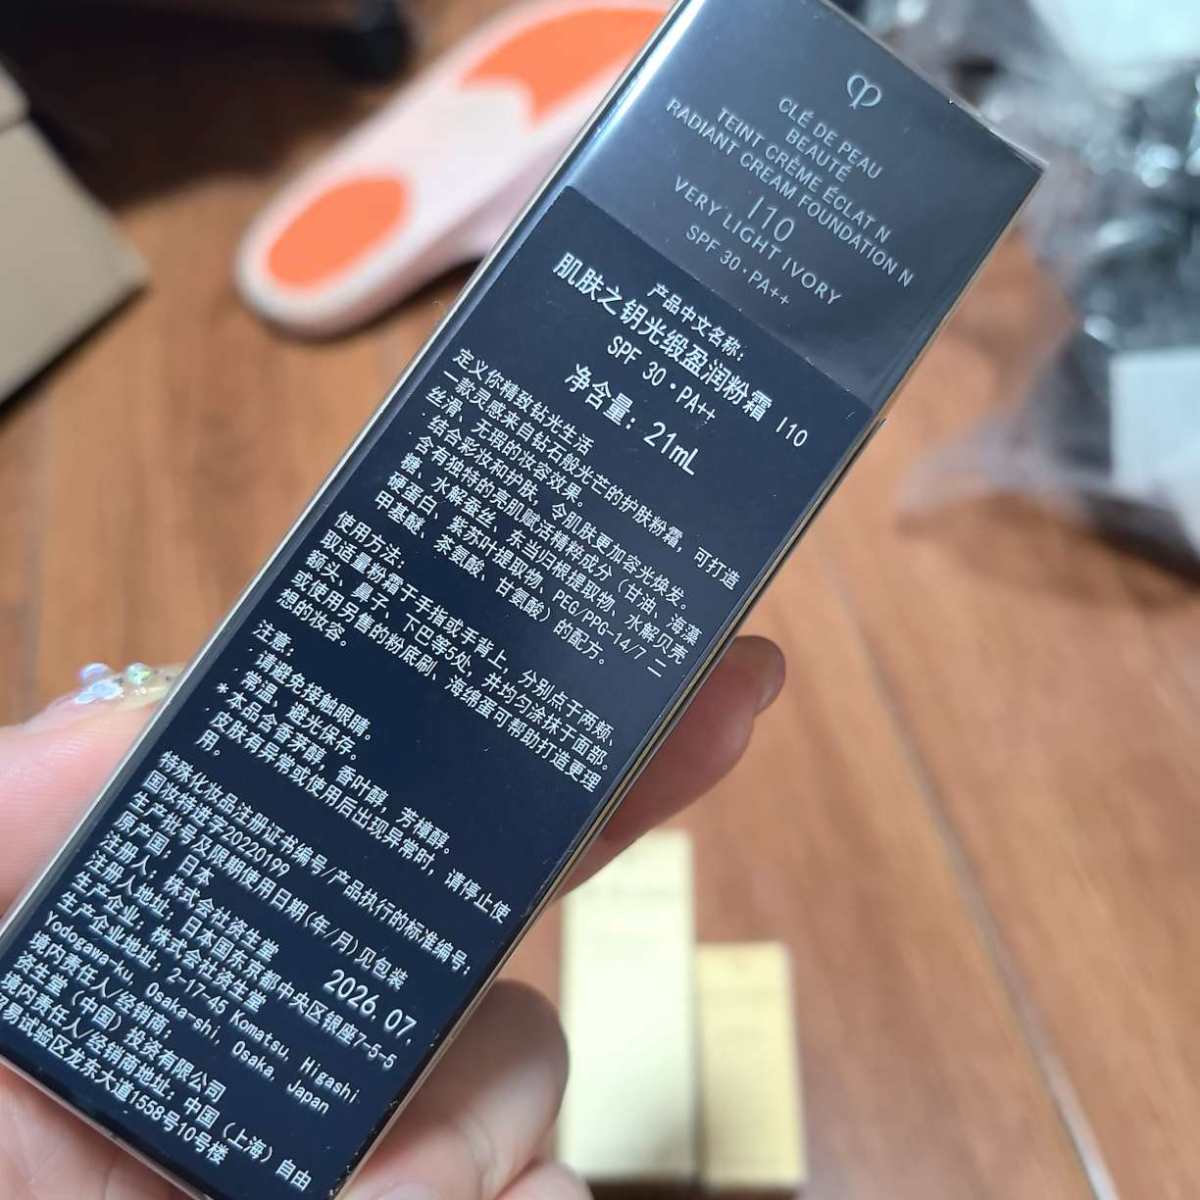 CLÉ DE PEAU
BEAUTÉ
TEINT CRÈME ÉCLAT N
RADIANT CREAM FOUNDATION N
I10
VERY LIGHT IVORY
SPF 30・PA++
产品中文名称:
肌肤之钥光缎盈润粉霜 I10
SPF 30・PA++
净含量: 21mL
定义你精致钻光生活
一款灵感来自钻石般光芒的护肤粉霜，可打造
丝滑、无瑕的妆容效果。
结合彩妆和护肤，令肌肤更加容光焕发。
含有独特的亮肌赋活精粹成分（甘油、海藻
糖、水解蚕丝、东当归根提取物、水解贝壳
硬蛋白、紫苏叶提取物、PEG/PPG-14/7 二
甲基醚、茶氨酸、甘氨酸）的配方。
使用方法:
取适量粉霜于手指或手背上，分别点于两颊、
额头、鼻子、下巴等5处，并均匀涂抹于面部。
或使用另售的粉底刷、海绵蛋可帮助打造更理
想的妆容。
注意:
・请避免接触眼睛。
・常温、避光保存。
*本品含香茅醇，香叶醇，芳樟醇。
皮肤有异常或使用后出现异常时，请停止使
用。
特殊化妆品注册证书编号/产品执行的标准编号:
国妆特进字20220199
生产批号及限期使用日期(年/月)见包装
原产国: 日本
2026.07.
注册人: 株式会社资生堂
注册人地址: 日本国东京都中央区银座7-5-5
生产企业: 株式会社资生堂
生产企业地址: 2-17-45 Komatsu, Higashi
Yodogawa-ku, Osaka-shi, Osaka, Japan
境内责任人/经销商:
资生堂（中国）投资有限公司
境内责任人/经销商地址: 中国（上海）自由
贸易试验区龙东大道1558号10号楼